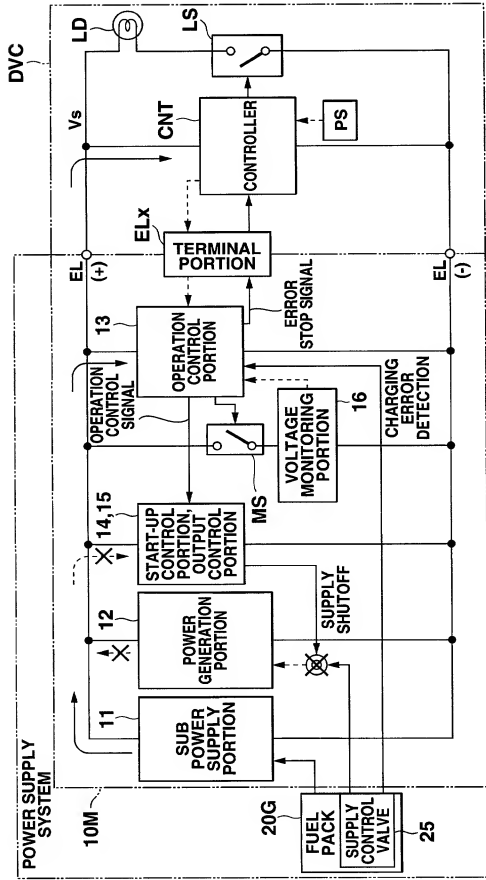 DVC
LD
LS
Vs
CNT
CONTROLLER
PS
ELx
TERMINAL
PORTION
EL
(+)
EL
(-)
13
OPERATION
CONTROL
PORTION
ERROR
STOP SIGNAL
OPERATION
CONTROL
SIGNAL
MS
VOLTAGE
MONITORING
PORTION
16
CHARGING
ERROR
DETECTION
14,15
START-UP
CONTROL
PORTION,
OUTPUT
CONTROL
PORTION
12
POWER
GENERATION
PORTION
SUPPLY
SHUTOFF
11
SUB
POWER
SUPPLY
PORTION
POWER SUPPLY
SYSTEM
10M
20G
FUEL
PACK
SUPPLY
CONTROL
VALVE
25